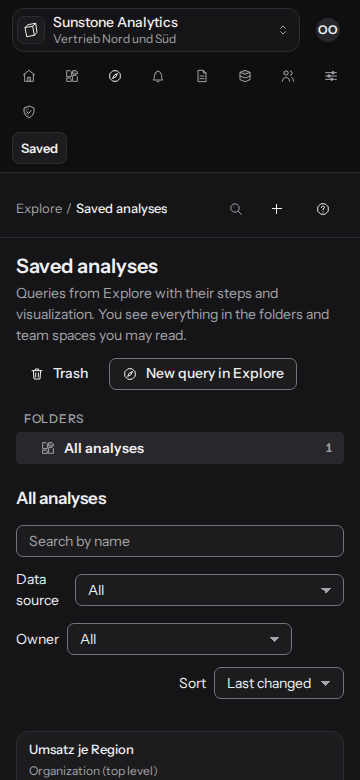 Sunstone Analytics
Vertrieb Nord und Süd
OO
Saved
Explore / Saved analyses
Saved analyses
Queries from Explore with their steps and
visualization. You see everything in the folders and
team spaces you may read.
Trash
New query in Explore
FOLDERS
All analyses 1
All analyses
Search by name
Data
source
All
Owner All
Sort Last changed
Umsatz je Region
Organization (top level)